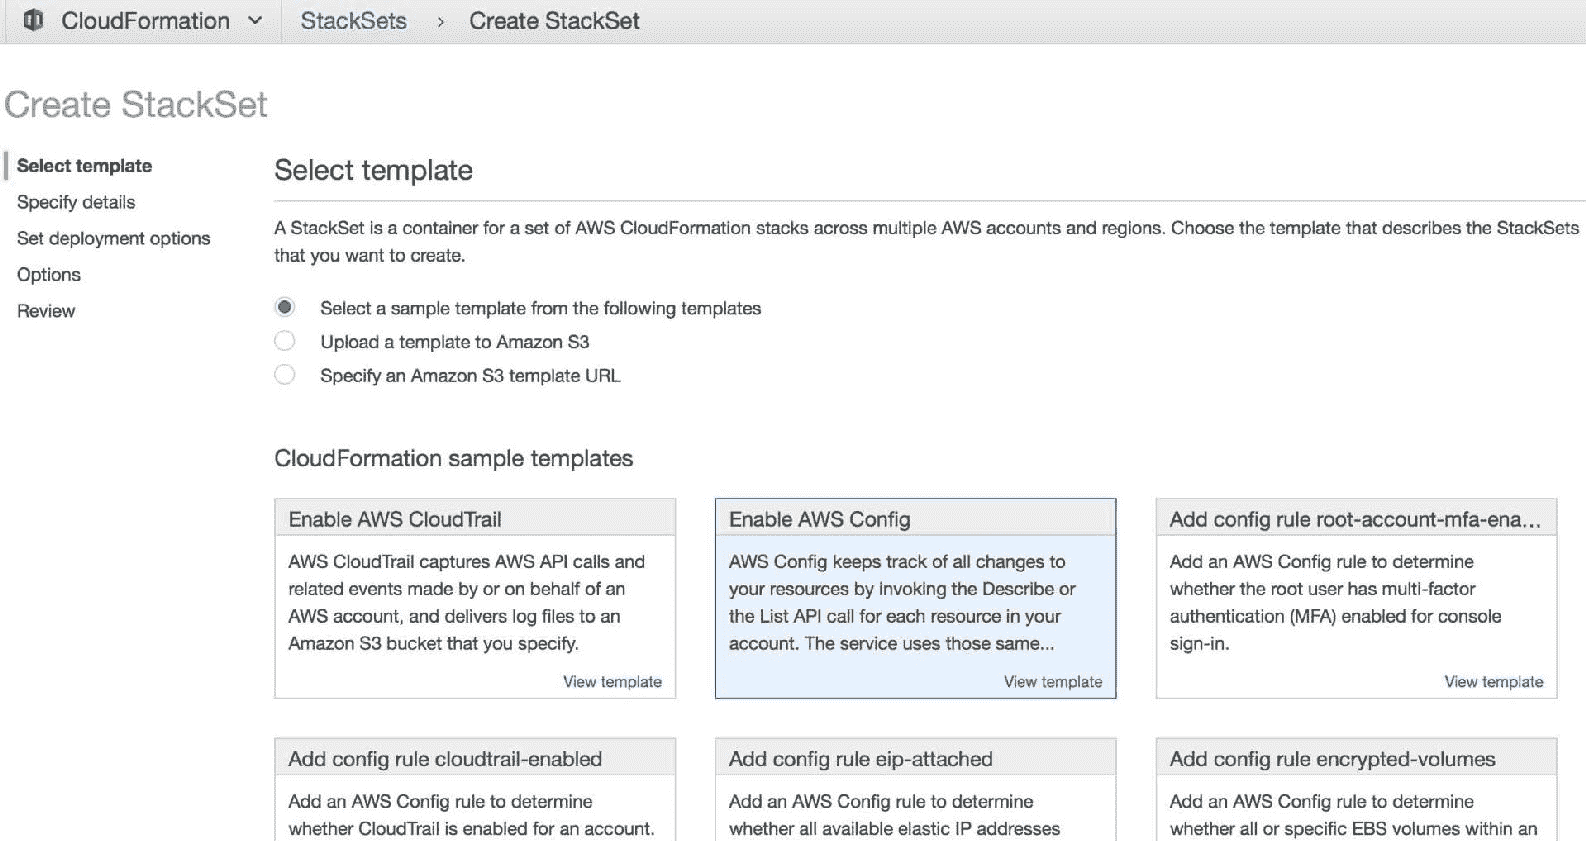 CloudFormation StackSets › Create StackSet
Create StackSet
Select template
Specify details
Set deployment options
Options
Review
Select template
A StackSet is a container for a set of AWS CloudFormation stacks across multiple AWS accounts and regions. Choose the template that describes the StackSets
that you want to create.
Select a sample template from the following templates
Upload a template to Amazon S3
Specify an Amazon S3 template URL
CloudFormation sample templates
Enable AWS CloudTrail
AWS CloudTrail captures AWS API calls and
related events made by or on behalf of an
AWS account, and delivers log files to an
Amazon S3 bucket that you specify.
View template
Enable AWS Config
AWS Config keeps track of all changes to
your resources by invoking the Describe or
the List API call for each resource in your
account. The service uses those same...
View template
Add config rule root-account-mfa-ena...
Add an AWS Config rule to determine
whether the root user has multi-factor
authentication (MFA) enabled for console
sign-in.
View template
Add config rule cloudtrail-enabled
Add an AWS Config rule to determine
whether CloudTrail is enabled for an account.
Add config rule eip-attached
Add an AWS Config rule to determine
whether all available elastic IP addresses
Add config rule encrypted-volumes
Add an AWS Config rule to determine
whether all or specific EBS volumes within an